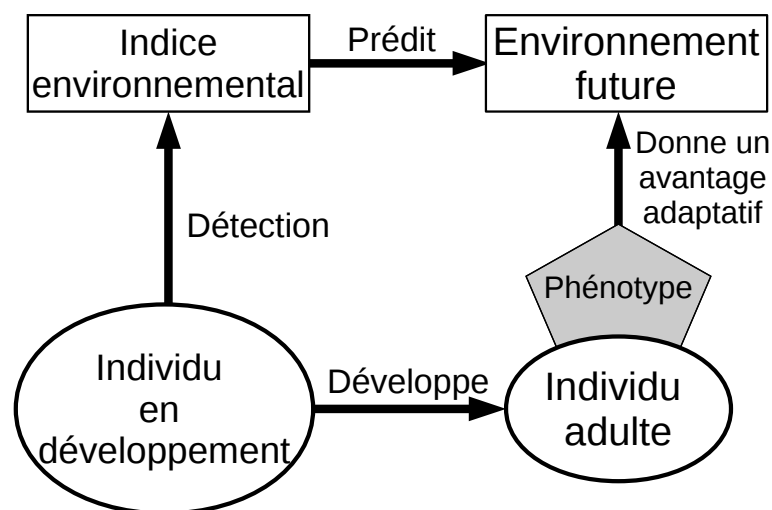 Indice
environnemental
Prédit
Environnement
future
Détection
Donne un
avantage
adaptatif
Phénotype
Individu
en
développement
Développe
Individu
adulte